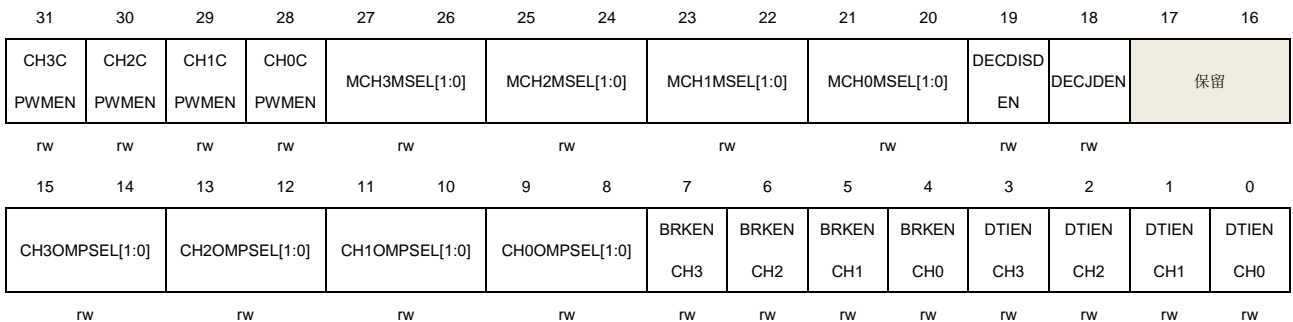 31 30 29 28 27 26 25 24 23 22 21 20 19 18 17 16
CH3C CH2C CH1C CH0C MCH3MSEL[1:0] MCH2MSEL[1:0] MCH1MSEL[1:0] MCH0MSEL[1:0] DECDISD DECJDEN 保留
PWMEN PWMEN PWMEN PWMEN EN
rw rw rw rw rw rw rw rw rw rw
15 14 13 12 11 10 9 8 7 6 5 4 3 2 1 0
CH3OMPSEL[1:0] CH2OMPSEL[1:0] CH1OMPSEL[1:0] CH0OMPSEL[1:0] BRKEN BRKEN BRKEN BRKEN DTIEN DTIEN DTIEN DTIEN
CH3 CH2 CH1 CH0 CH3 CH2 CH1 CH0
rw rw rw rw rw rw rw rw rw rw rw rw